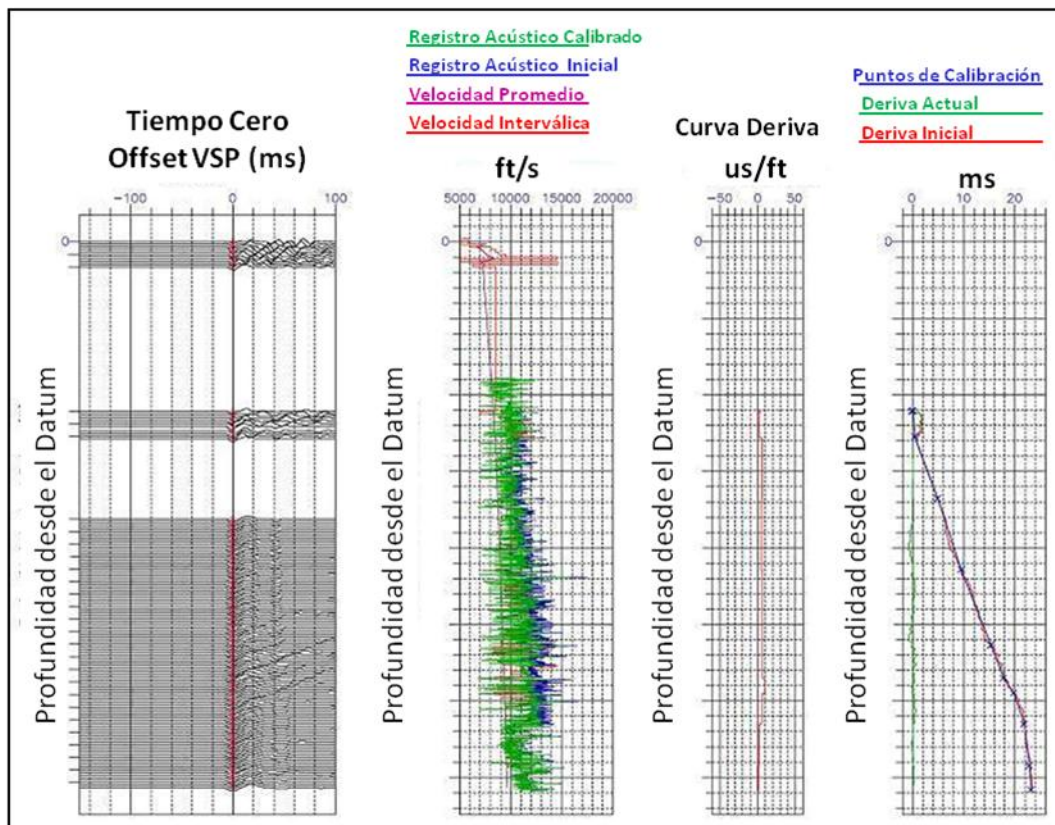 Registro Acústico Calibrado
Registro Acústico Inicial
Velocidad Promedio
Velocidad Interválica
Puntos de Calibración
Deriva Actual
Deriva Inicial
Tiempo Cero
Offset VSP (ms)
ft/s
Curva Deriva
us/ft
ms
−100 0 100
5000 10000 15000 20000
−50 0 50
0 10 20
0
0
0
0
Profundidad desde el Datum
Profundidad desde el Datum
Profundidad desde el Datum
Profundidad desde el Datum